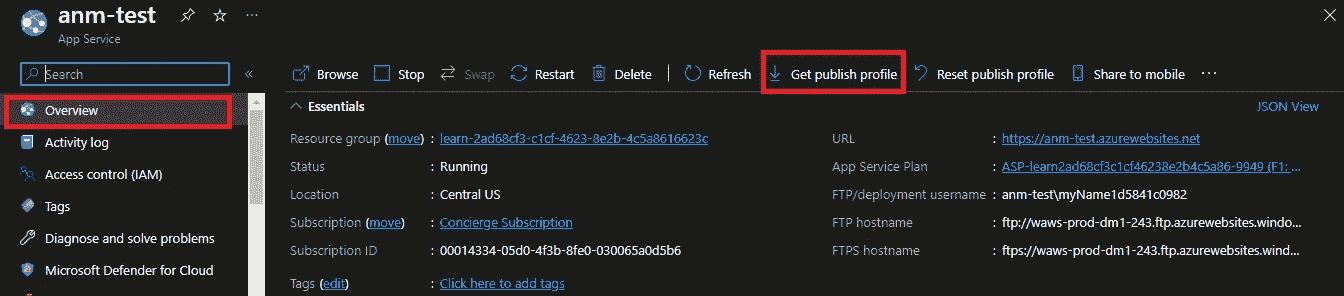 anm-test
App Service
Search
Browse Stop Swap Restart Delete Refresh Get publish profile Reset publish profile Share to mobile
Overview
Activity log
Access control (IAM)
Tags
Diagnose and solve problems
Microsoft Defender for Cloud
Essentials
JSON View
Resource group (move) : learn-2ad68cf3-c1cf-4623-8e2b-4c5a8616623c
Status : Running
Location : Central US
Subscription (move) : Concierge Subscription
Subscription ID : 00014334-05d0-4f3b-8fe0-030065a0d5b6
Tags (edit) : Click here to add tags
URL : https://anm-test.azurewebsites.net
App Service Plan : ASP-learn2ad68cf3c1cf46238e2b4c5a86-9949 (F1: ...
FTP/deployment username : anm-test\myName1d5841c0982
FTP hostname : ftp://waws-prod-dm1-243.ftp.azurewebsites.windo...
FTPS hostname : ftps://waws-prod-dm1-243.ftp.azurewebsites.wind...